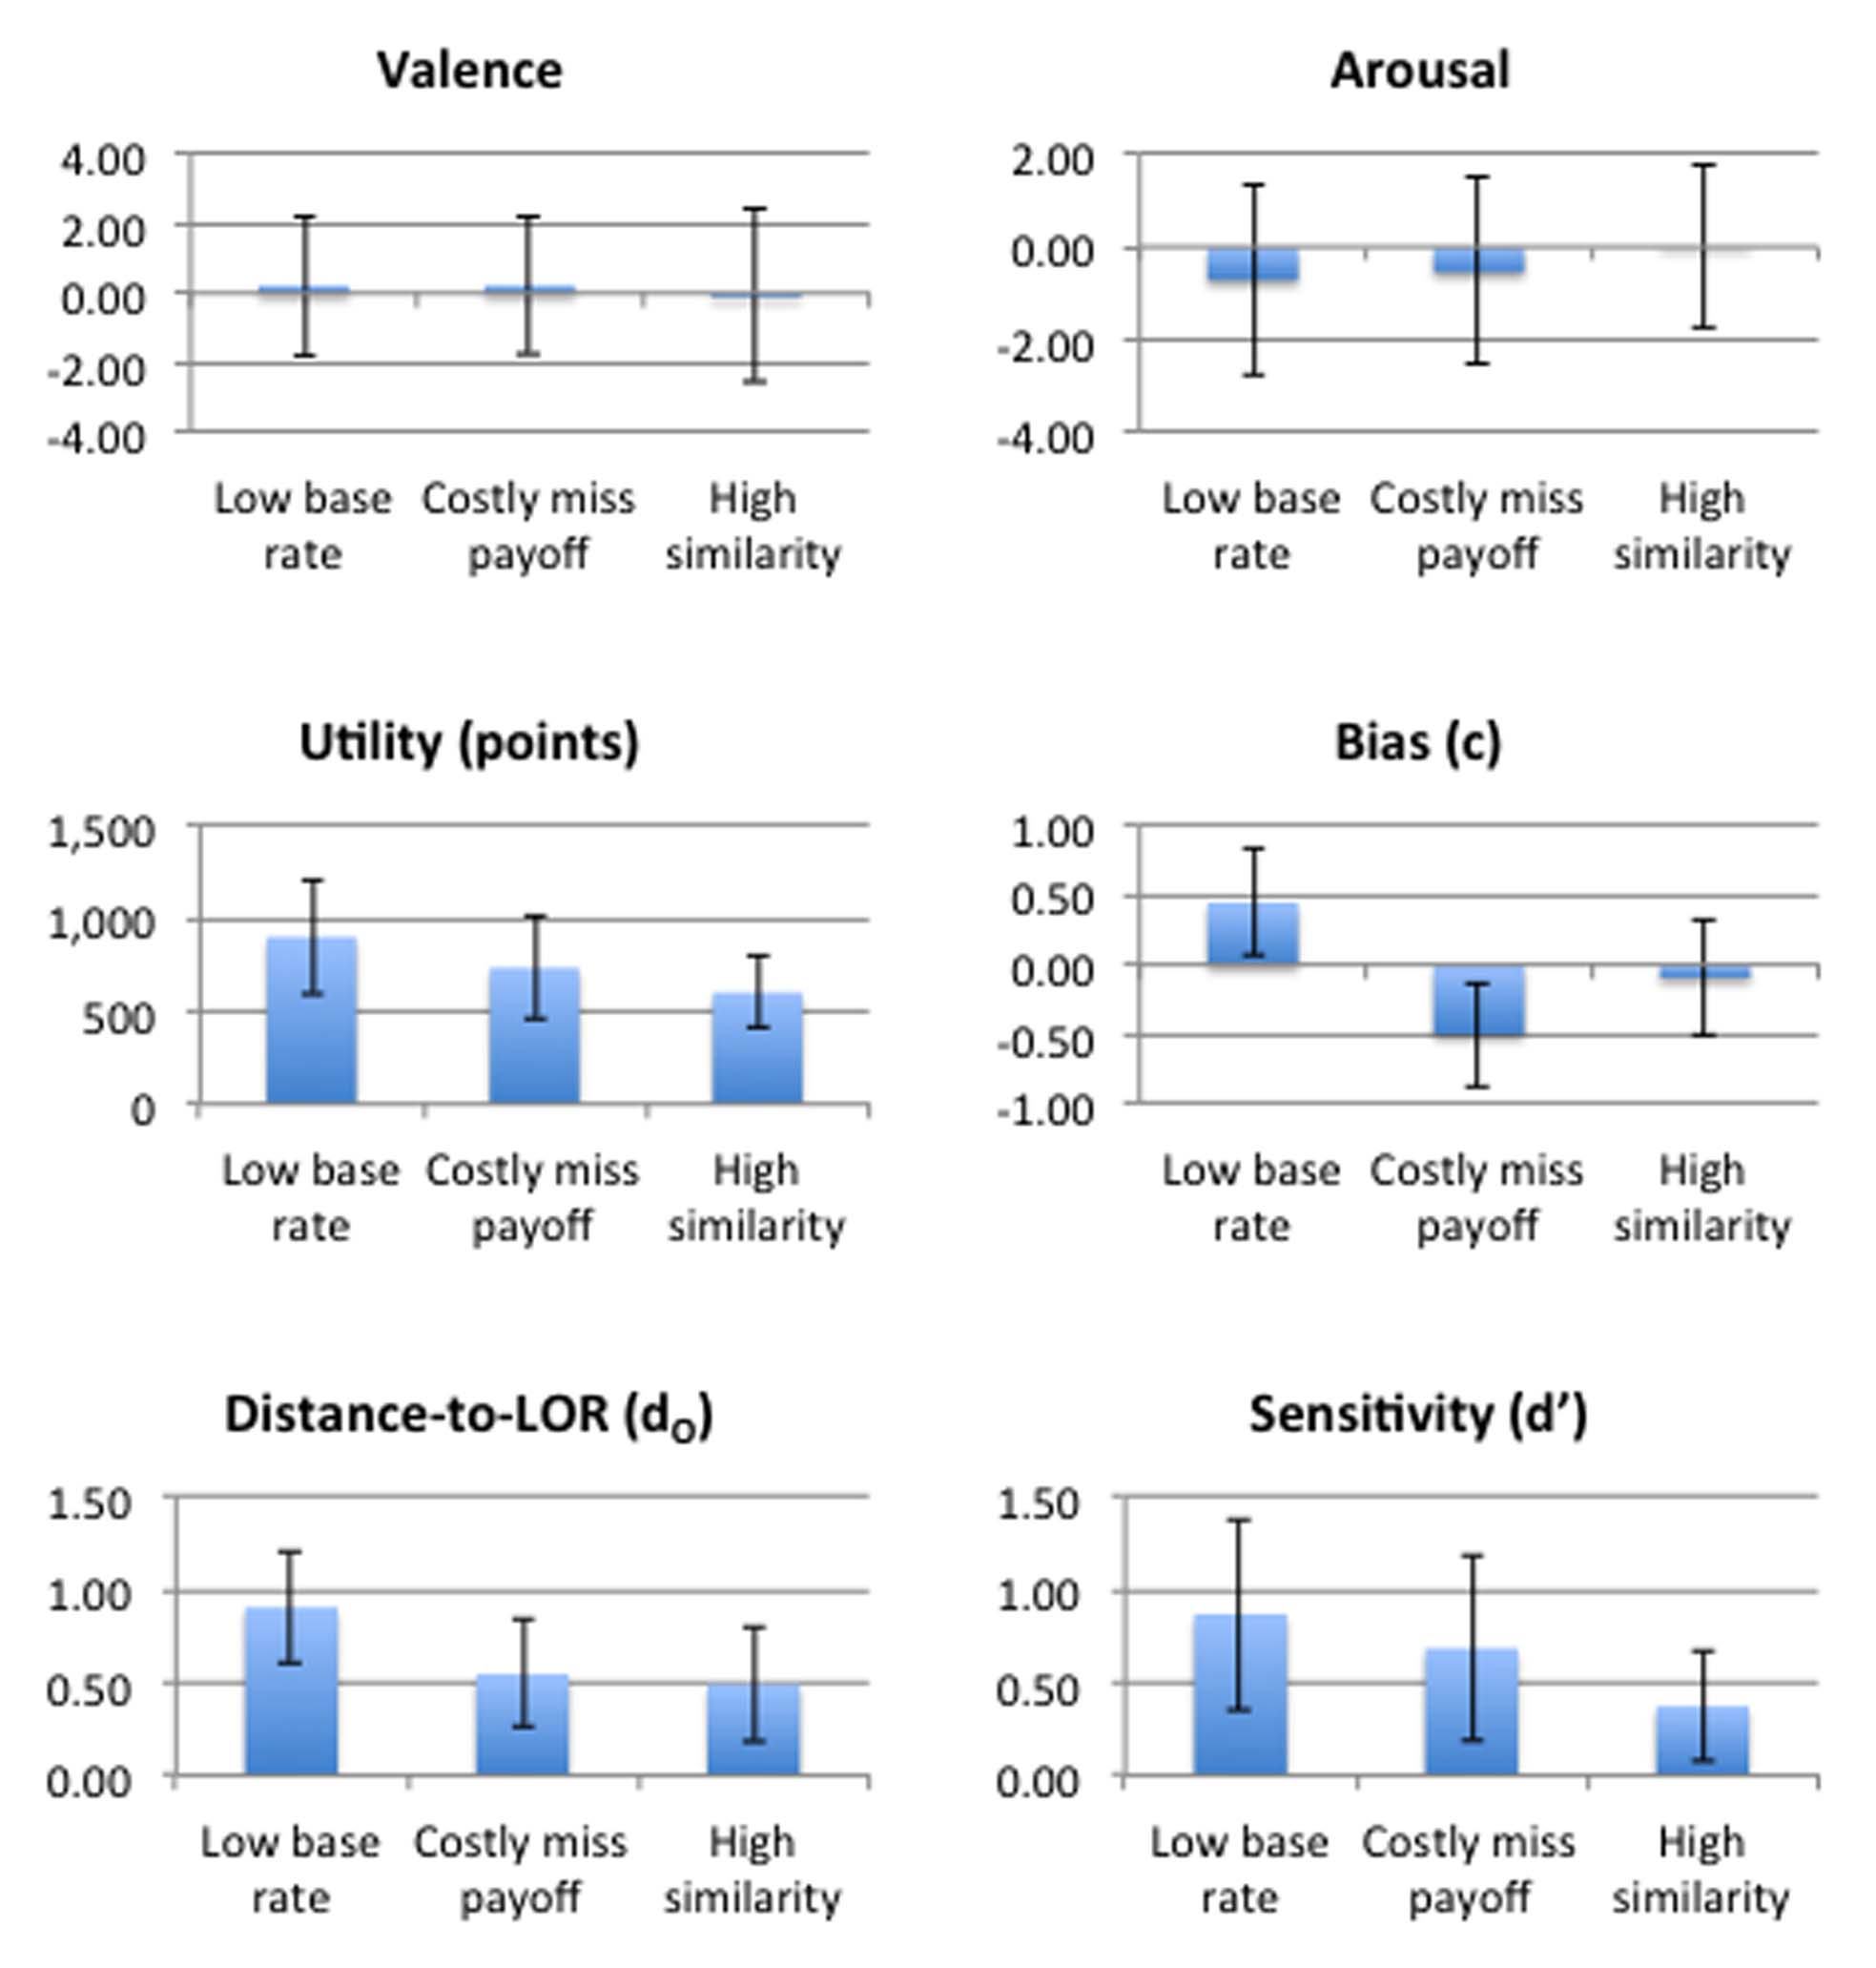 Valence
4.00
2.00
0.00
-2.00
-4.00
Low base Costly miss High
rate payoff similarity
Arousal
2.00
0.00
-2.00
-4.00
Low base Costly miss High
rate payoff similarity
Utility (points)
1,500
1,000
500
0
Low base Costly miss High
rate payoff similarity
Bias (c)
1.00
0.50
0.00
-0.50
-1.00
Low base Costly miss High
rate payoff similarity
Distance-to-LOR (dO)
1.50
1.00
0.50
0.00
Low base Costly miss High
rate payoff similarity
Sensitivity (d’)
1.50
1.00
0.50
0.00
Low base Costly miss High
rate payoff similarity